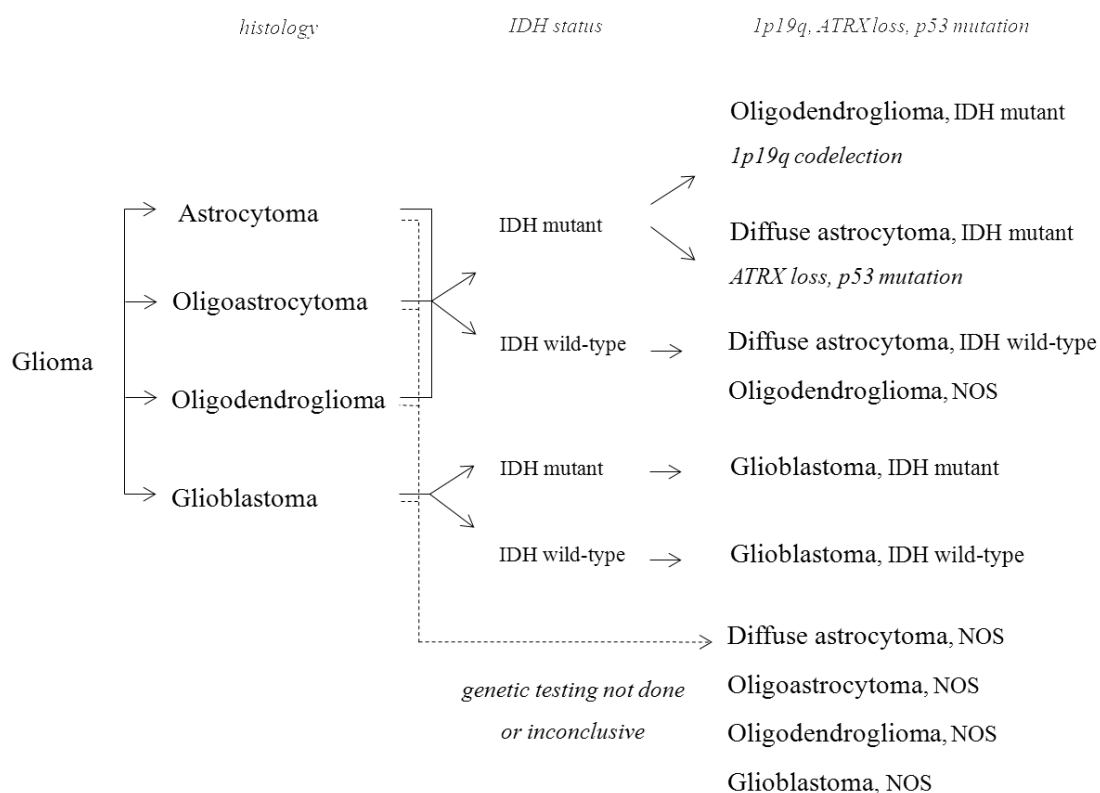 histology
IDH status
1p19q, ATRX loss, p53 mutation
Glioma
Astrocytoma
Oligoastrocytoma
Oligodendroglioma
Glioblastoma
IDH mutant
IDH wild-type
IDH mutant
IDH wild-type
genetic testing not done
or inconclusive
Oligodendroglioma, IDH mutant
1p19q codelection
Diffuse astrocytoma, IDH mutant
ATRX loss, p53 mutation
Diffuse astrocytoma, IDH wild-type
Oligodendroglioma, NOS
Glioblastoma, IDH mutant
Glioblastoma, IDH wild-type
Diffuse astrocytoma, NOS
Oligoastrocytoma, NOS
Oligodendroglioma, NOS
Glioblastoma, NOS